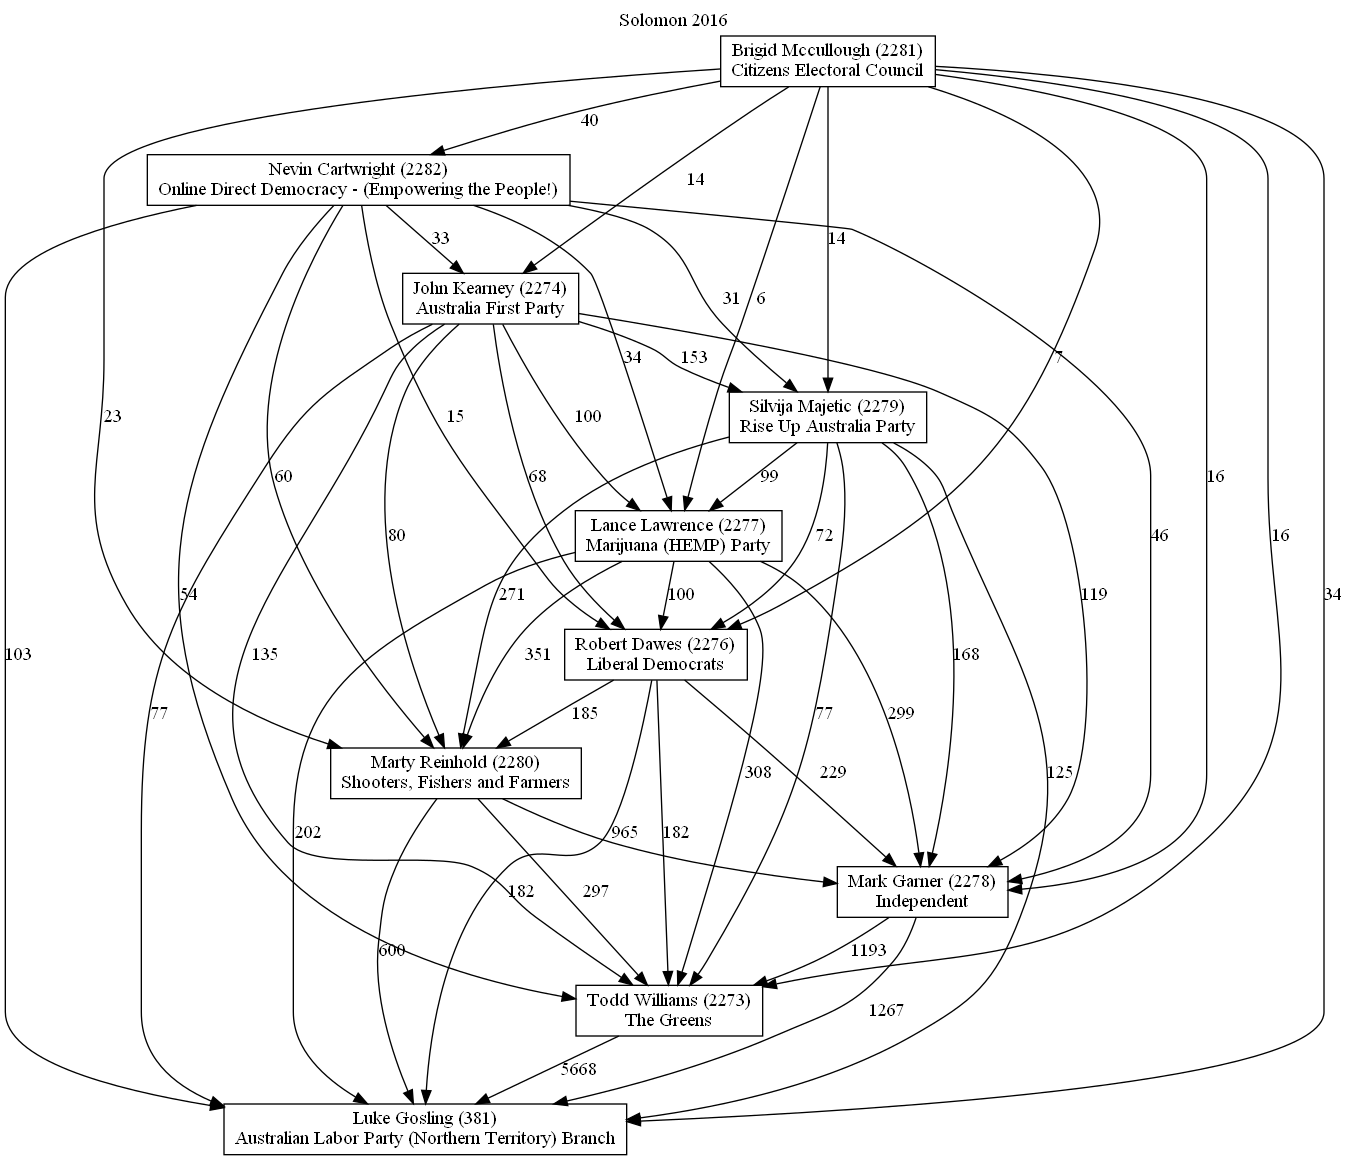 Solomon 2016
Brigid Mccullough (2281)
Citizens Electoral Council
40
Nevin Cartwright (2282)
Online Direct Democracy - (Empowering the People!)
14
33
14
John Kearney (2274)
Australia First Party
31
6
34
153
7
Silvija Majetic (2279)
Rise Up Australia Party
23
15
100
60
68
99
16
Lance Lawrence (2277)
Marijuana (HEMP) Party
80
72
46
16
54
271
100
119
34
Robert Dawes (2276)
Liberal Democrats
103
135
351
168
77
185
77
299
Marty Reinhold (2280)
Shooters, Fishers and Farmers
308
229
125
202
965
182
Mark Garner (2278)
Independent
182
297
600
1193
Todd Williams (2273)
The Greens
1267
5668
Luke Gosling (381)
Australian Labor Party (Northern Territory) Branch